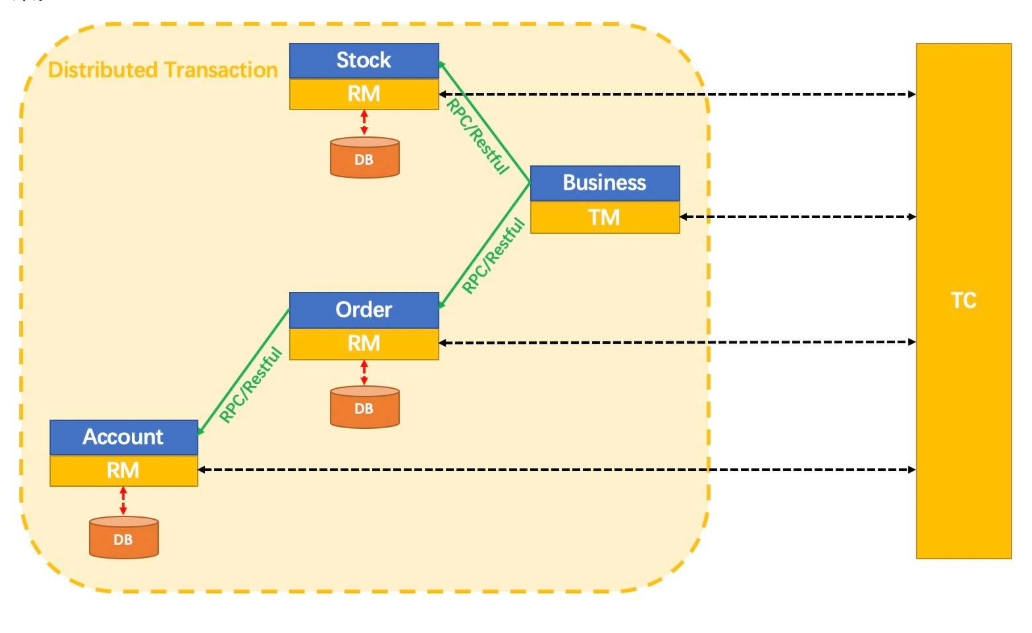 Distributed Transaction
Stock
RM
RPC/Restful
DB
Business
TM
RPC/Restful
TC
Order
RM
RPC/Restful
DB
Account
RM
DB